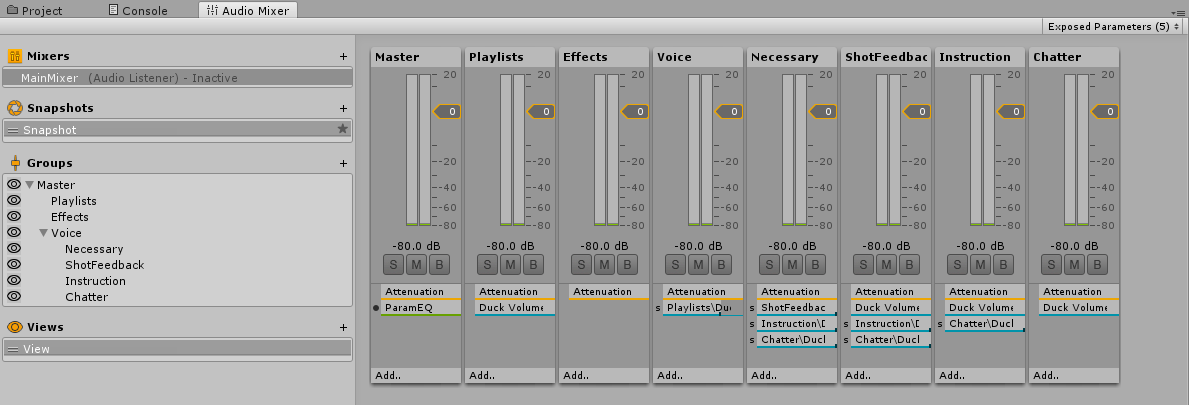 Project Console Audio Mixer
Exposed Parameters (5)
Mixers +
MainMixer (Audio Listener) - Inactive
Snapshots +
Snapshot
Groups +
Master
Playlists
Effects
Voice
Necessary
ShotFeedback
Instruction
Chatter
Views +
View
Master
20
0
-20
-40
-60
-80
-80.0 dB
S M B
Attenuation
ParamEQ
Add..
Playlists
20
0
-20
-40
-60
-80
-80.0 dB
S M B
Attenuation
Duck Volume
Add..
Effects
20
0
-20
-40
-60
-80
-80.0 dB
S M B
Attenuation
Add..
Voice
20
0
-20
-40
-60
-80
-80.0 dB
S M B
Attenuation
s Playlists\Du
Add..
Necessary
20
0
-20
-40
-60
-80
-80.0 dB
S M B
Attenuation
s ShotFeedbac
s Instruction\D
s Chatter\Ducl
Add..
ShotFeedbac
20
0
-20
-40
-60
-80
-80.0 dB
S M B
Attenuation
Duck Volume
s Instruction\D
s Chatter\Ducl
Add..
Instruction
20
0
-20
-40
-60
-80
-80.0 dB
S M B
Attenuation
Duck Volume
s Chatter\Ducl
Add..
Chatter
20
0
-20
-40
-60
-80
-80.0 dB
S M B
Attenuation
Duck Volume
Add..